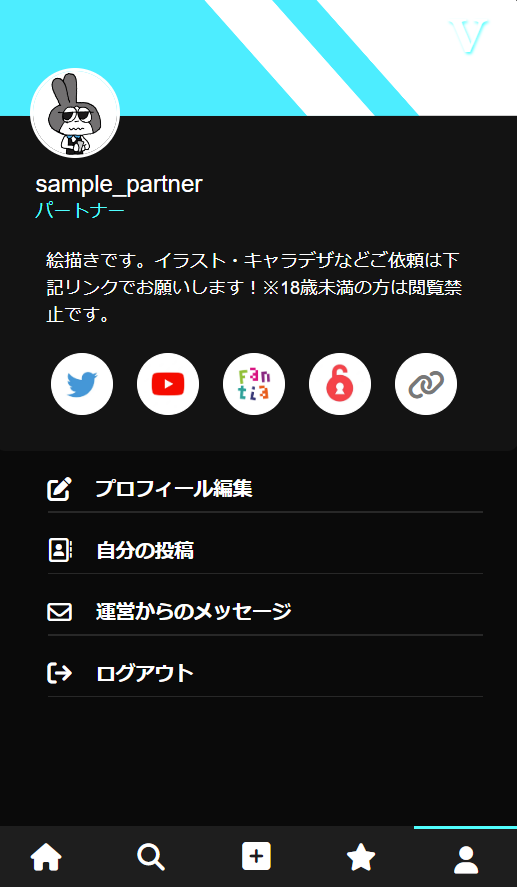 sample_partner
パートナー
絵描きです。イラスト・キャラデザなどご依頼は下
記リンクでお願いします！※18歳未満の方は閲覧禁
止です。
Fantia
プロフィール編集
自分の投稿
運営からのメッセージ
ログアウト